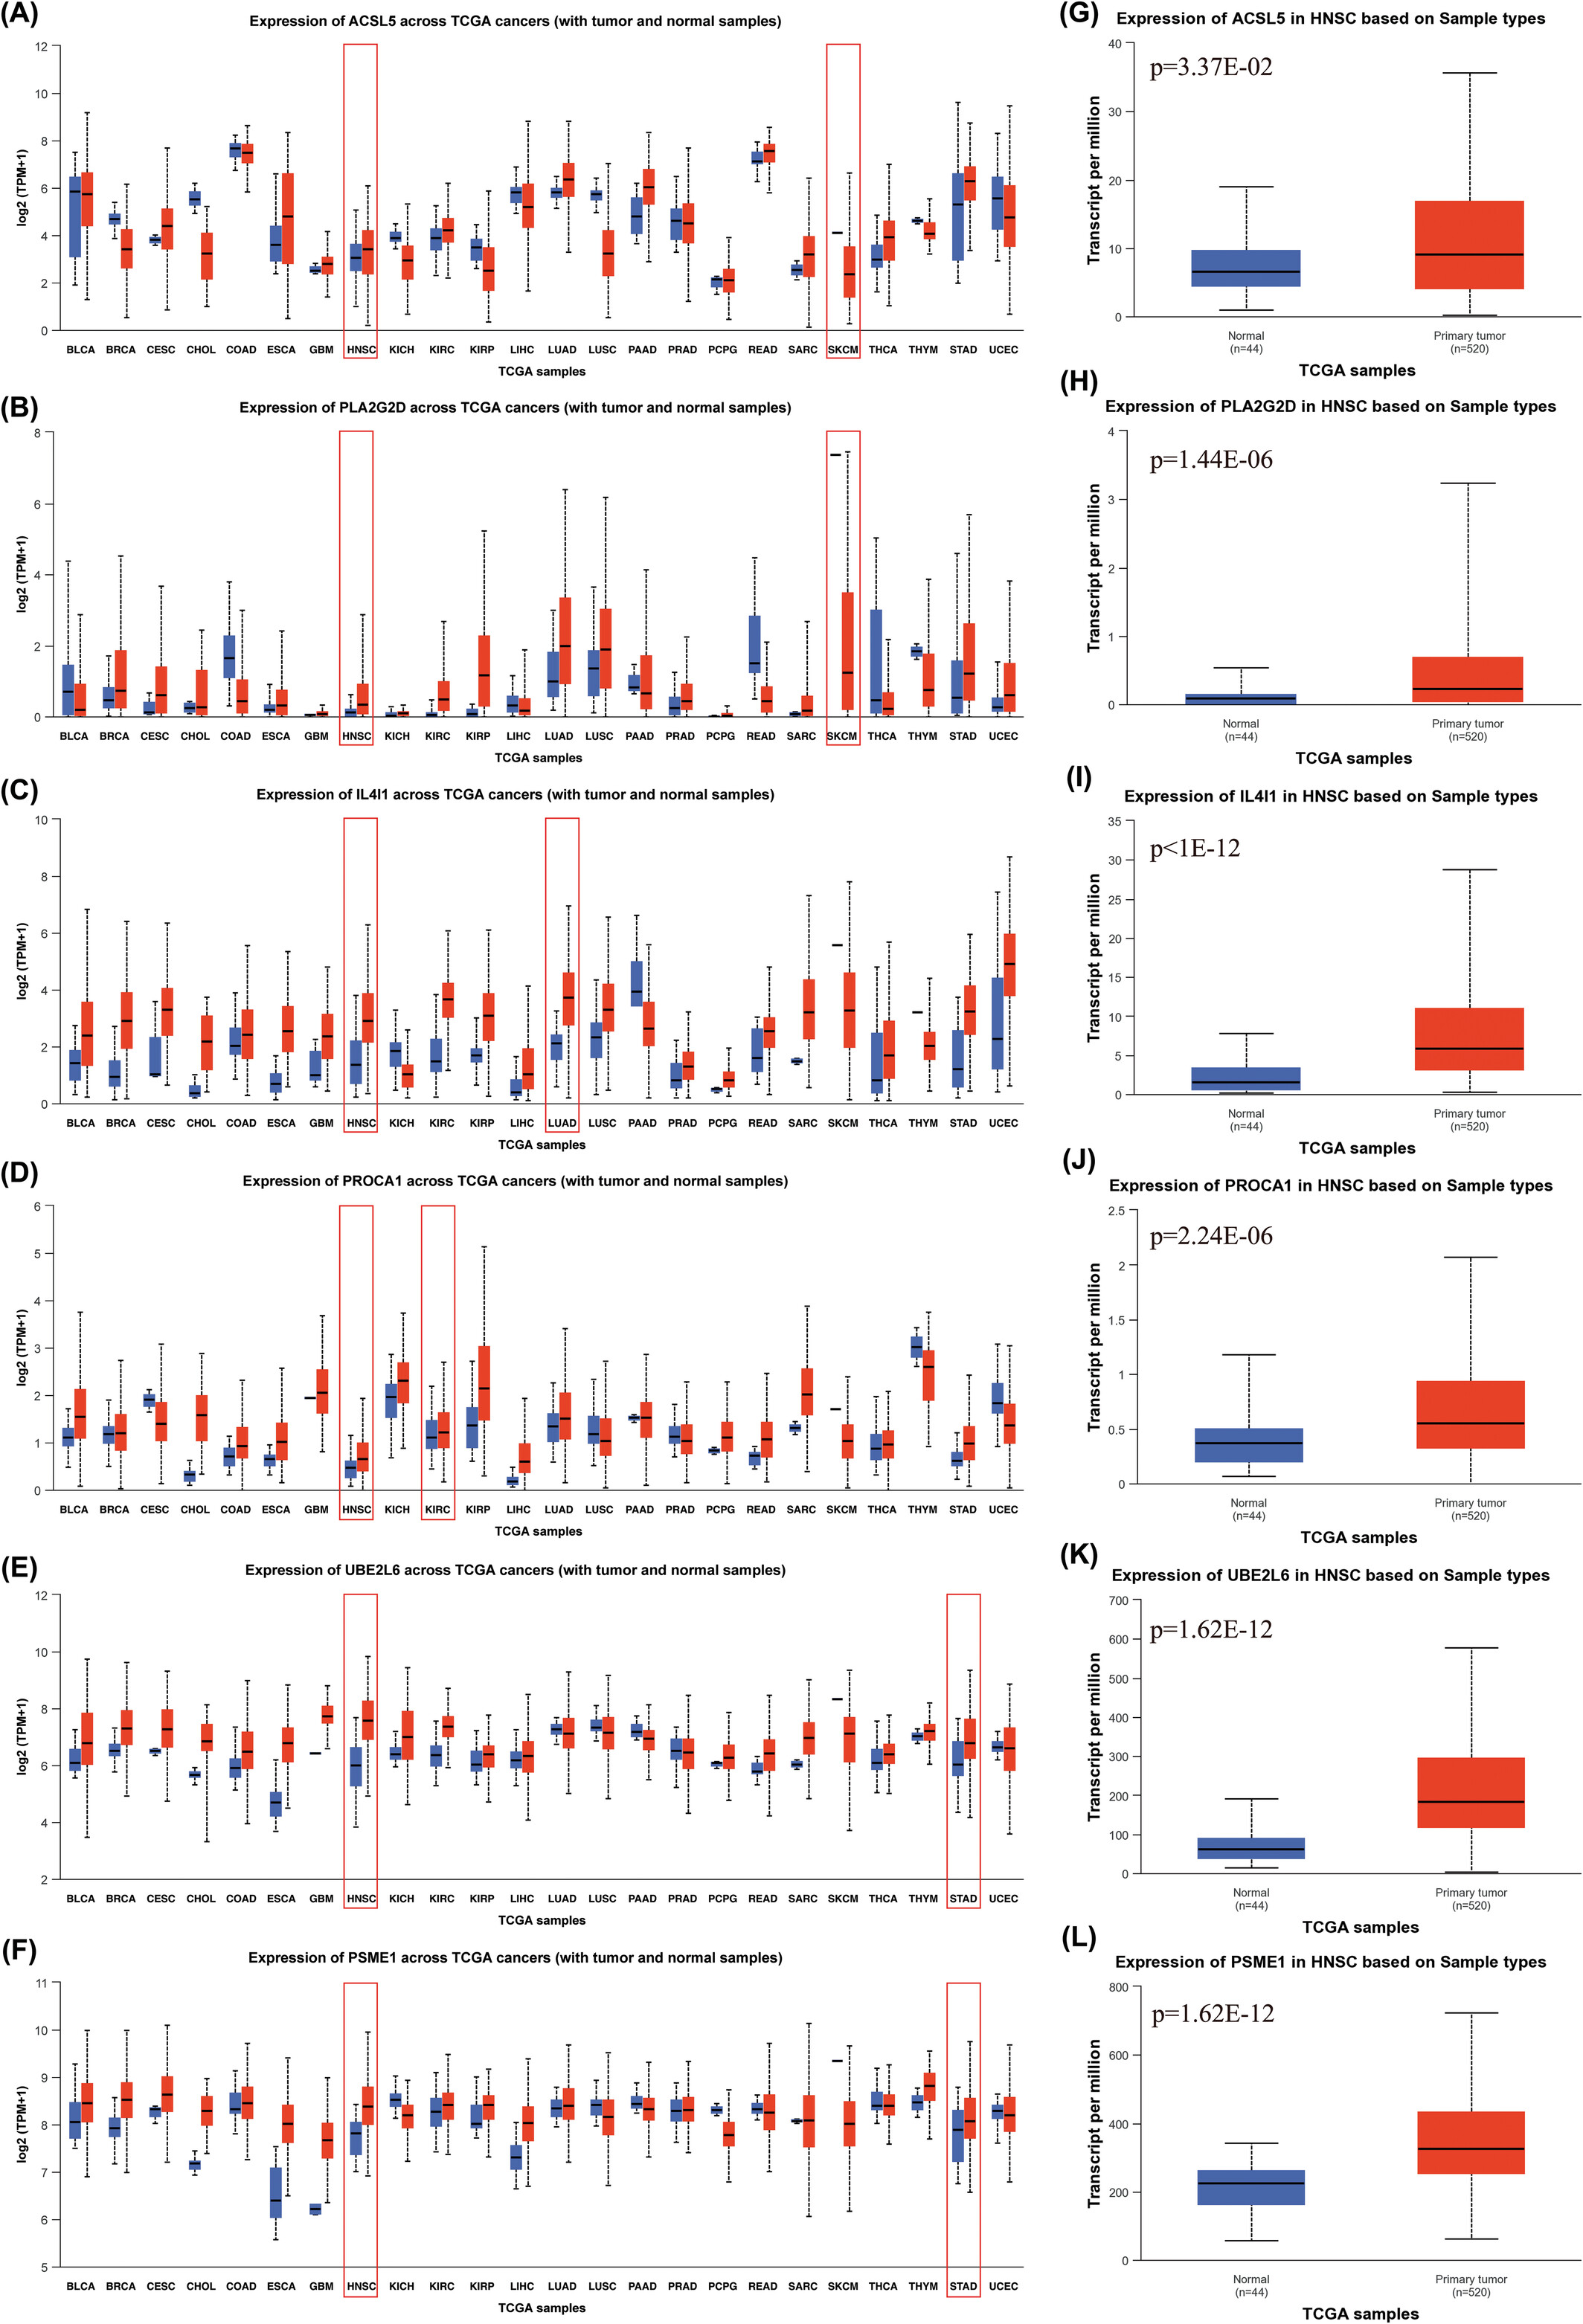 (A)
Expression of ACSL5 across TCGA cancers (with tumor and normal samples)
12
10
8
6
4
2
0
log2 (TPM+1)
BLCA BRCA CESC CHOL COAD ESCA GBM HNSC KICH KIRC KIRP LIHC LUAD LUSC PAAD PRAD PCPG READ SARC SKCM THCA THYM STAD UCEC
TCGA samples
(G)
Expression of ACSL5 in HNSC based on Sample types
p=3.37E-02
40
30
20
10
0
Transcript per million
Normal
(n=44)
Primary tumor
(n=520)
TCGA samples
(B)
Expression of PLA2G2D across TCGA cancers (with tumor and normal samples)
8
6
4
2
0
log2 (TPM+1)
BLCA BRCA CESC CHOL COAD ESCA GBM HNSC KICH KIRC KIRP LIHC LUAD LUSC PAAD PRAD PCPG READ SARC SKCM THCA THYM STAD UCEC
TCGA samples
(H)
Expression of PLA2G2D in HNSC based on Sample types
p=1.44E-06
4
3
2
1
0
Transcript per million
Normal
(n=44)
Primary tumor
(n=520)
TCGA samples
(C)
Expression of IL4I1 across TCGA cancers (with tumor and normal samples)
10
8
6
4
2
0
log2 (TPM+1)
BLCA BRCA CESC CHOL COAD ESCA GBM HNSC KICH KIRC KIRP LIHC LUAD LUSC PAAD PRAD PCPG READ SARC SKCM THCA THYM STAD UCEC
TCGA samples
(I)
Expression of IL4I1 in HNSC based on Sample types
p<1E-12
35
30
25
20
15
10
5
0
Transcript per million
Normal
(n=44)
Primary tumor
(n=520)
TCGA samples
(D)
Expression of PROCA1 across TCGA cancers (with tumor and normal samples)
6
5
4
3
2
1
0
log2 (TPM+1)
BLCA BRCA CESC CHOL COAD ESCA GBM HNSC KICH KIRC KIRP LIHC LUAD LUSC PAAD PRAD PCPG READ SARC SKCM THCA THYM STAD UCEC
TCGA samples
(J)
Expression of PROCA1 in HNSC based on Sample types
p=2.24E-06
2.5
2
1.5
1
0.5
0
Transcript per million
Normal
(n=44)
Primary tumor
(n=520)
TCGA samples
(E)
Expression of UBE2L6 across TCGA cancers (with tumor and normal samples)
12
10
8
6
4
2
log2 (TPM+1)
BLCA BRCA CESC CHOL COAD ESCA GBM HNSC KICH KIRC KIRP LIHC LUAD LUSC PAAD PRAD PCPG READ SARC SKCM THCA THYM STAD UCEC
TCGA samples
(K)
Expression of UBE2L6 in HNSC based on Sample types
p=1.62E-12
700
600
500
400
300
200
100
0
Transcript per million
Normal
(n=44)
Primary tumor
(n=520)
TCGA samples
(F)
Expression of PSME1 across TCGA cancers (with tumor and normal samples)
11
10
9
8
7
6
5
log2 (TPM+1)
BLCA BRCA CESC CHOL COAD ESCA GBM HNSC KICH KIRC KIRP LIHC LUAD LUSC PAAD PRAD PCPG READ SARC SKCM THCA THYM STAD UCEC
TCGA samples
(L)
Expression of PSME1 in HNSC based on Sample types
p=1.62E-12
800
600
400
200
0
Transcript per million
Normal
(n=44)
Primary tumor
(n=520)
TCGA samples